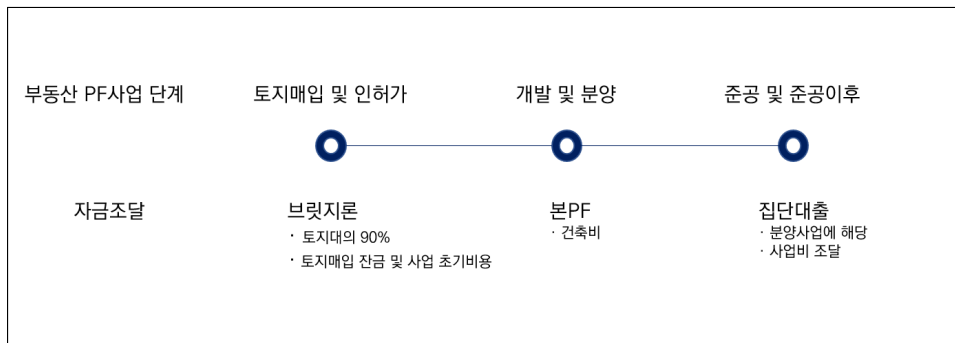 부동산 PF사업 단계
토지매입 및 인허가
개발 및 분양
준공 및 준공이후
자금조달
브릿지론
· 토지대의 90%
· 토지매입 잔금 및 사업 초기비용
본PF
· 건축비
집단대출
· 분양사업에 해당
· 사업비 조달